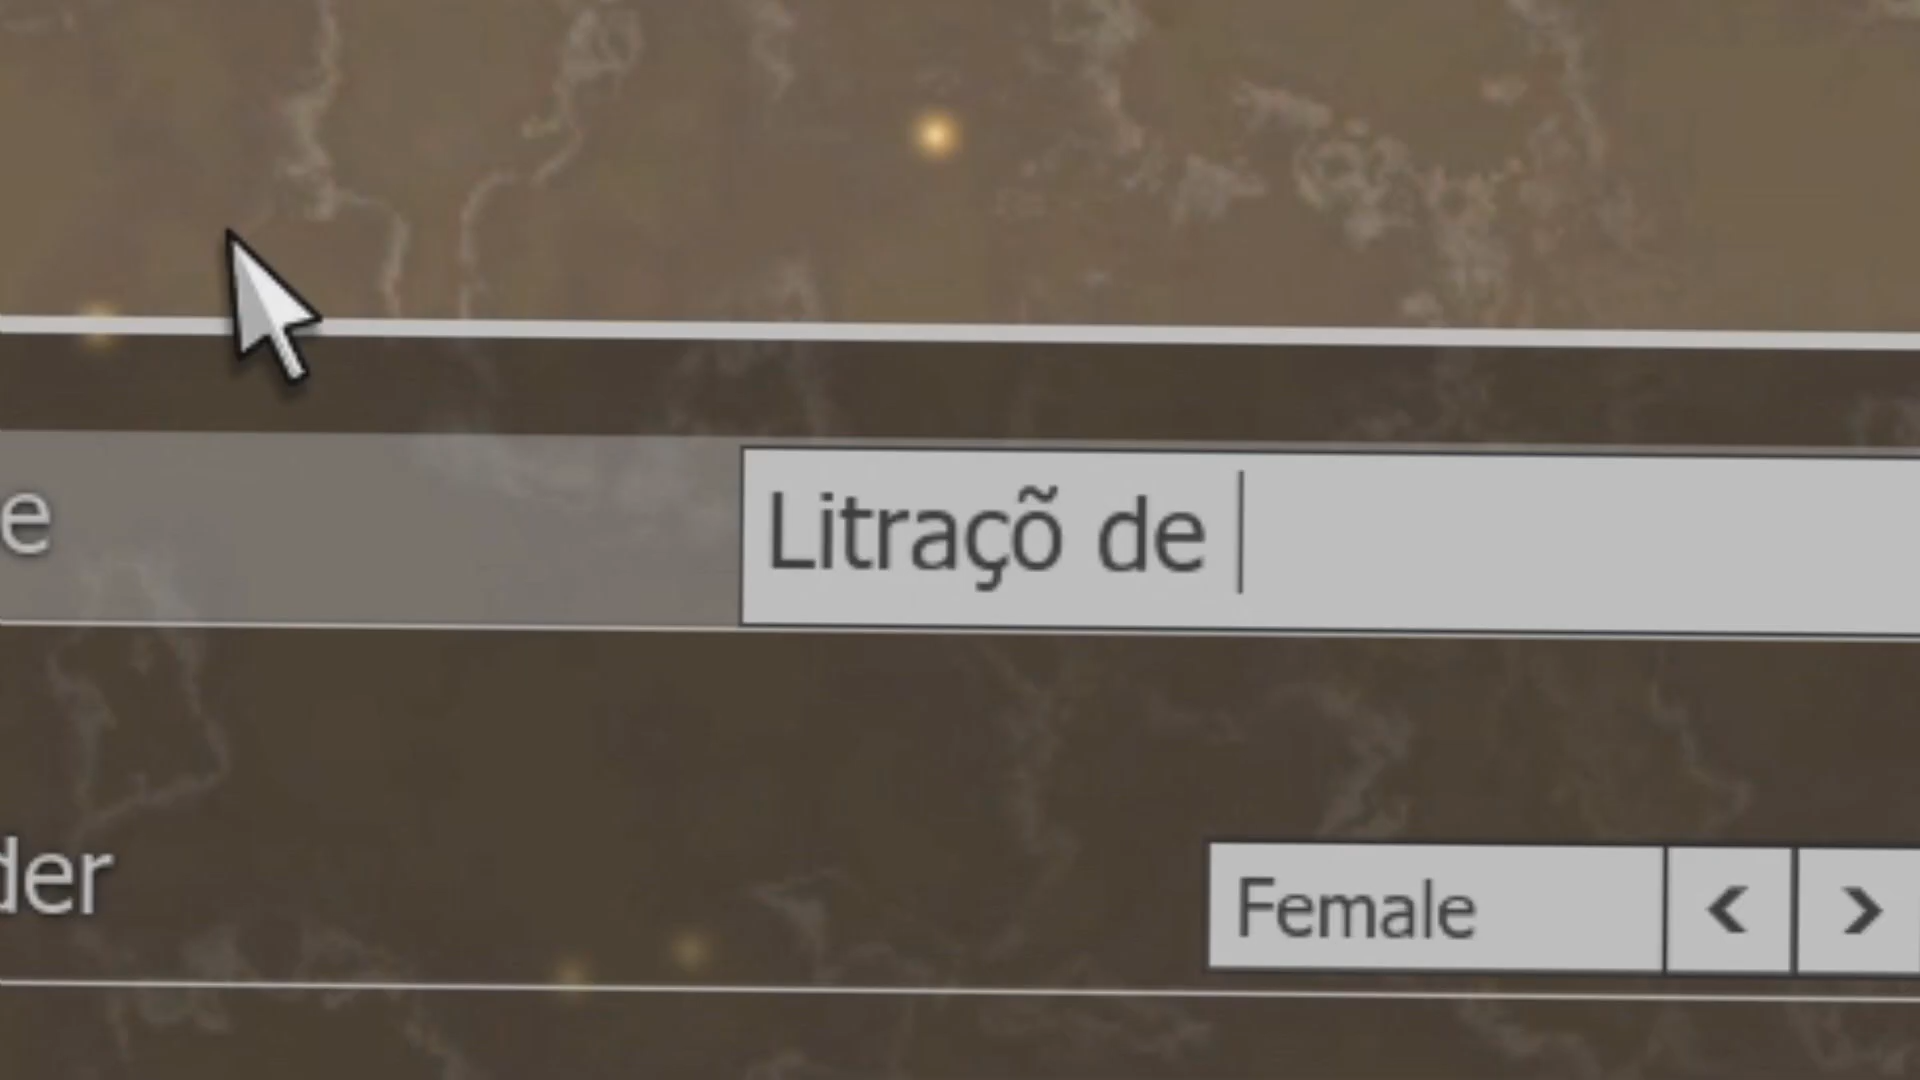 e
Litraçõ de
der
Female
< >